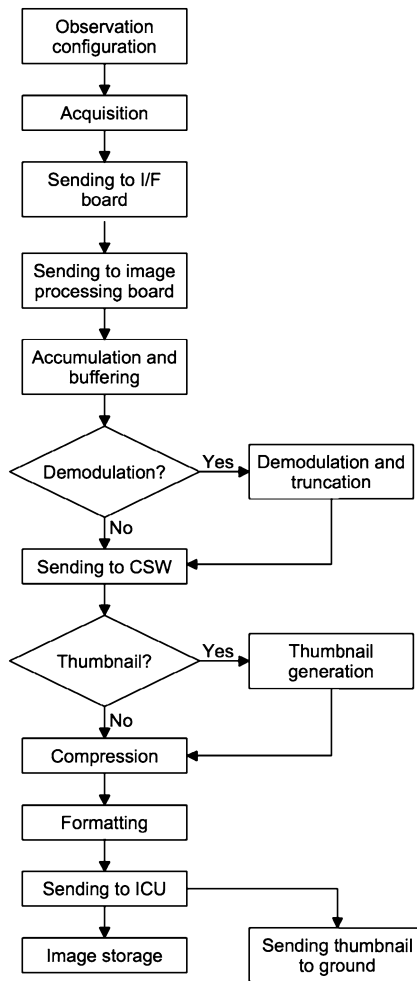 Observation
configuration
Acquisition
Sending to I/F
board
Sending to image
processing board
Accumulation and
buffering
Demodulation?
Yes
Demodulation and
truncation
No
Sending to CSW
Thumbnail?
Yes
Thumbnail
generation
No
Compression
Formatting
Sending to ICU
Image storage
Sending thumbnail
to ground